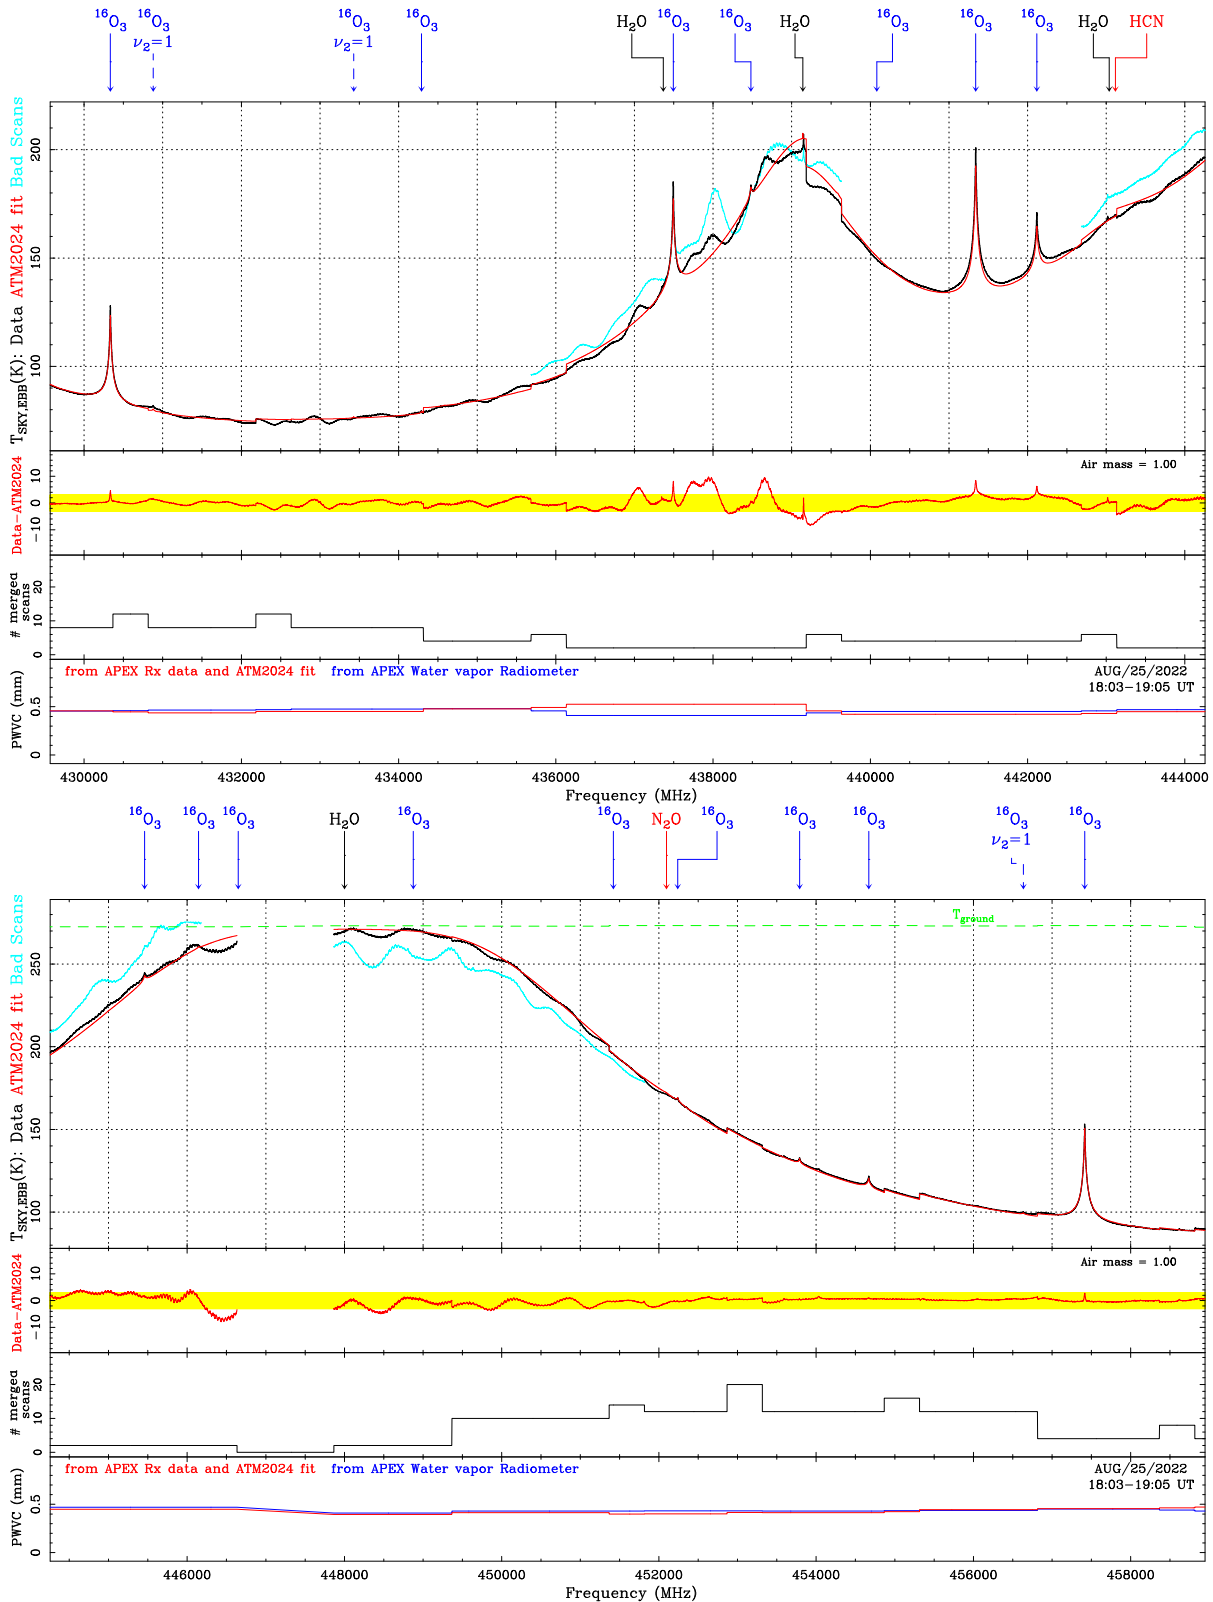 16O3 16O3 16O3 16O3 H2O 16O3 16O3 H2O 16O3 16O3 16O3 H2O HCN
ν2=1 ν2=1
TSKY,EBB(K): Data ATM2024 fit Bad Scans
200
150
100
Data-ATM2024
Air mass = 1.00
10
0
-10
# merged
scans
20
10
0
PWVC (mm)
from APEX Rx data and ATM2024 fit from APEX Water vapor Radiometer
AUG/25/2022
18:03-19:05 UT
0.5
0
430000 432000 434000 436000 438000 440000 442000 444000
Frequency (MHz)
16O3 16O3 16O3 H2O 16O3 16O3 N2O 16O3 16O3 16O3 16O3 16O3
ν2=1
TSKY,EBB(K): Data ATM2024 fit Bad Scans
Tground
250
200
150
100
Data-ATM2024
Air mass = 1.00
10
0
-10
# merged
scans
20
10
0
PWVC (mm)
from APEX Rx data and ATM2024 fit from APEX Water vapor Radiometer
AUG/25/2022
18:03-19:05 UT
0.5
0
446000 448000 450000 452000 454000 456000 458000
Frequency (MHz)